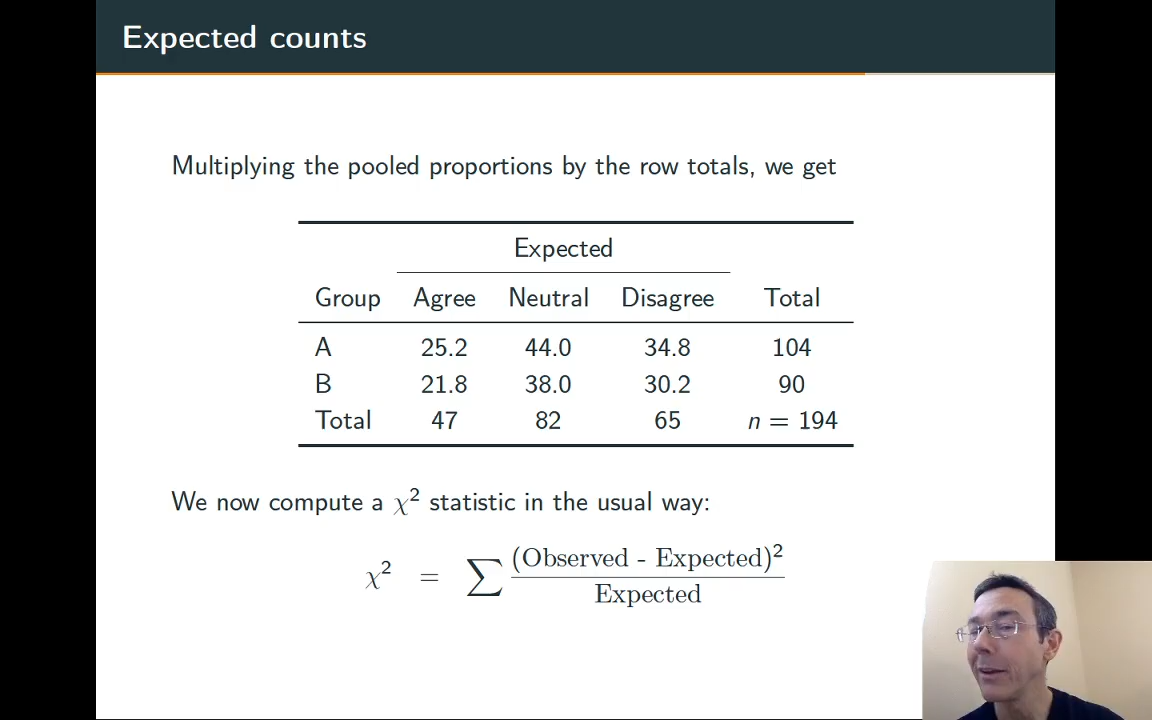 Expected counts
Multiplying the pooled proportions by the row totals, we get
Expected
Group Agree Neutral Disagree Total
A 25.2 44.0 34.8 104
B 21.8 38.0 30.2 90
Total 47 82 65 n = 194
We now compute a χ² statistic in the usual way:
χ² = ∑ (Observed - Expected)² / Expected